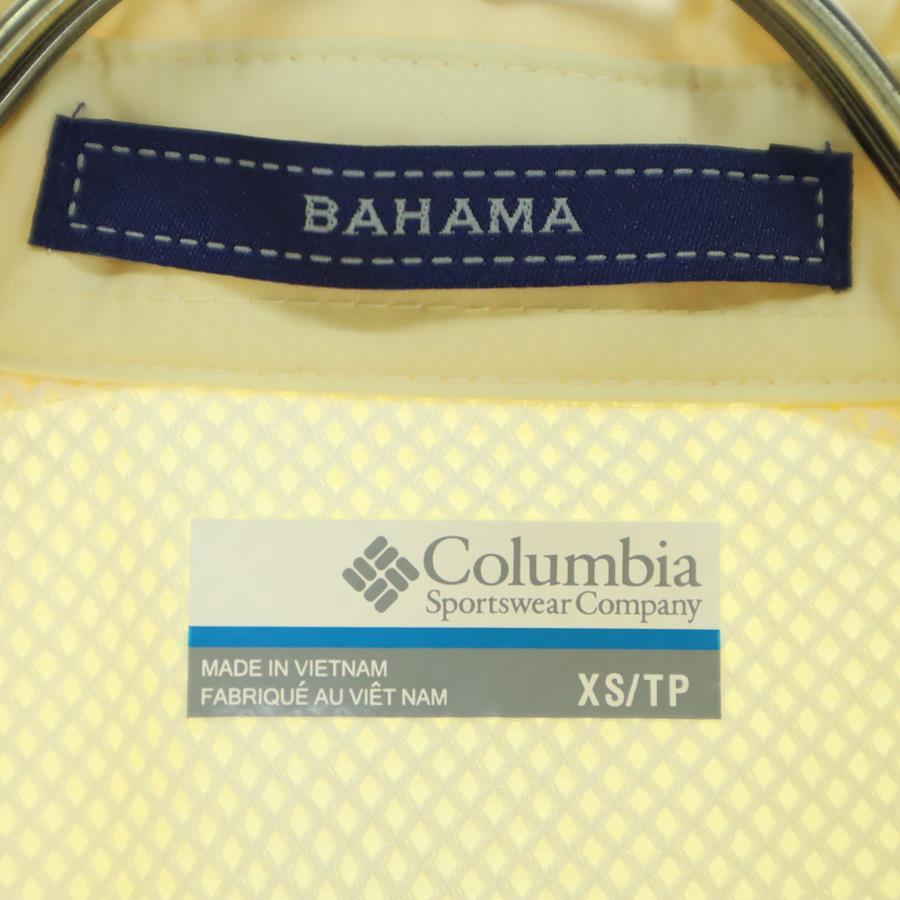 BAHAMA
Columbia
Sportswear Company
MADE IN VIETNAM
FABRIQUÉ AU VIÊT NAM
XS/TP